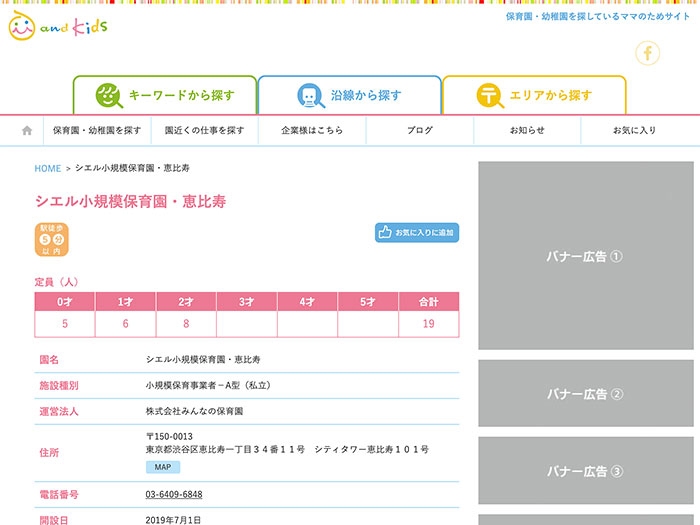 保育園・幼稚園を探しているママのためサイト
and kids
キーワードから探す
沿線から探す
エリアから探す
保育園・幼稚園を探す
園近くの仕事を探す
企業様はこちら
ブログ
お知らせ
お気に入り
HOME > シエル小規模保育園・恵比寿
シエル小規模保育園・恵比寿
駅徒歩
5分
以内
お気に入りに追加
定員（人）
0才 1才 2才 3才 4才 5才 合計
5 6 8 19
園名 シエル小規模保育園・恵比寿
施設種別 小規模保育事業者－A型（私立）
運営法人 株式会社みんなの保育園
住所 〒150-0013
東京都渋谷区恵比寿一丁目３４番１１号　シティタワー恵比寿１０１号
MAP
電話番号 03-6409-6848
開設日 2019年7月1日
バナー広告 ①
バナー広告 ②
バナー広告 ③